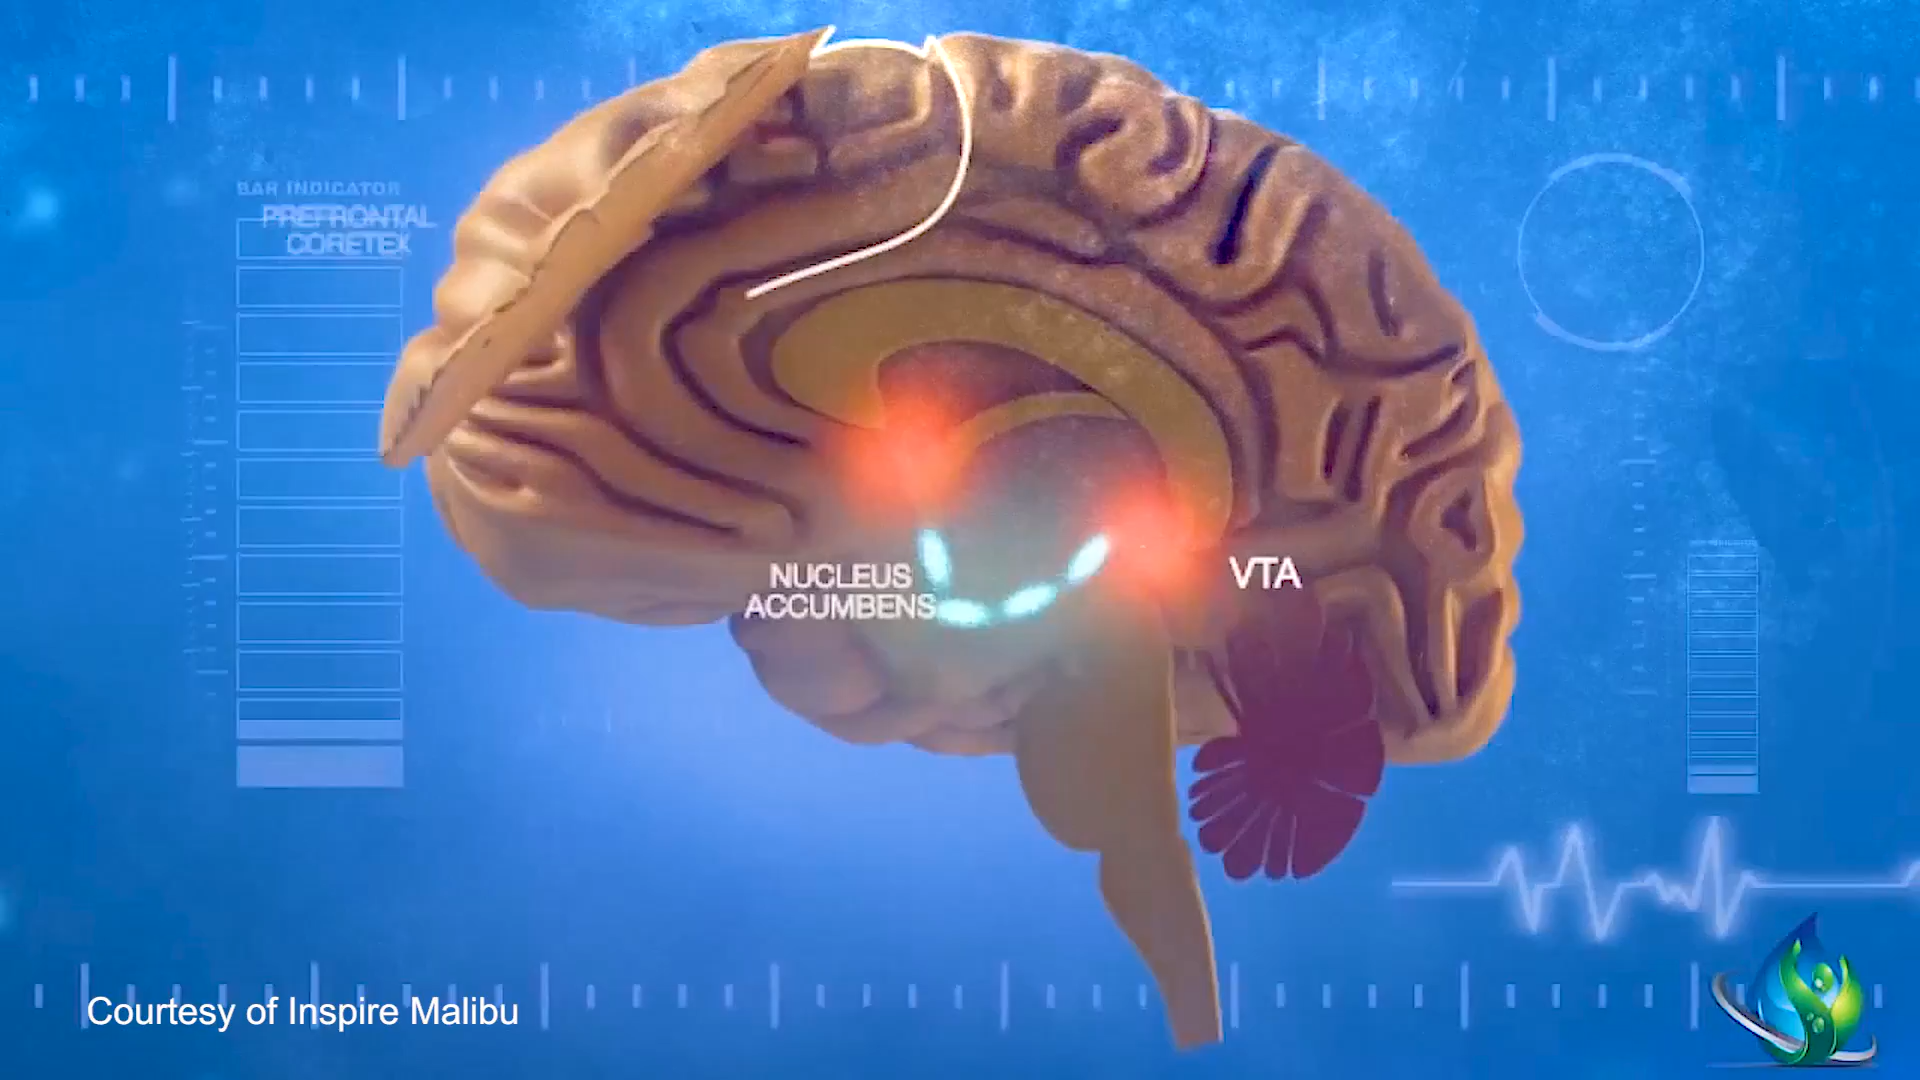 BAR INDICATOR
PREFRONTAL
CORETEX
NUCLEUS
ACCUMBENS
VTA
Courtesy of Inspire Malibu